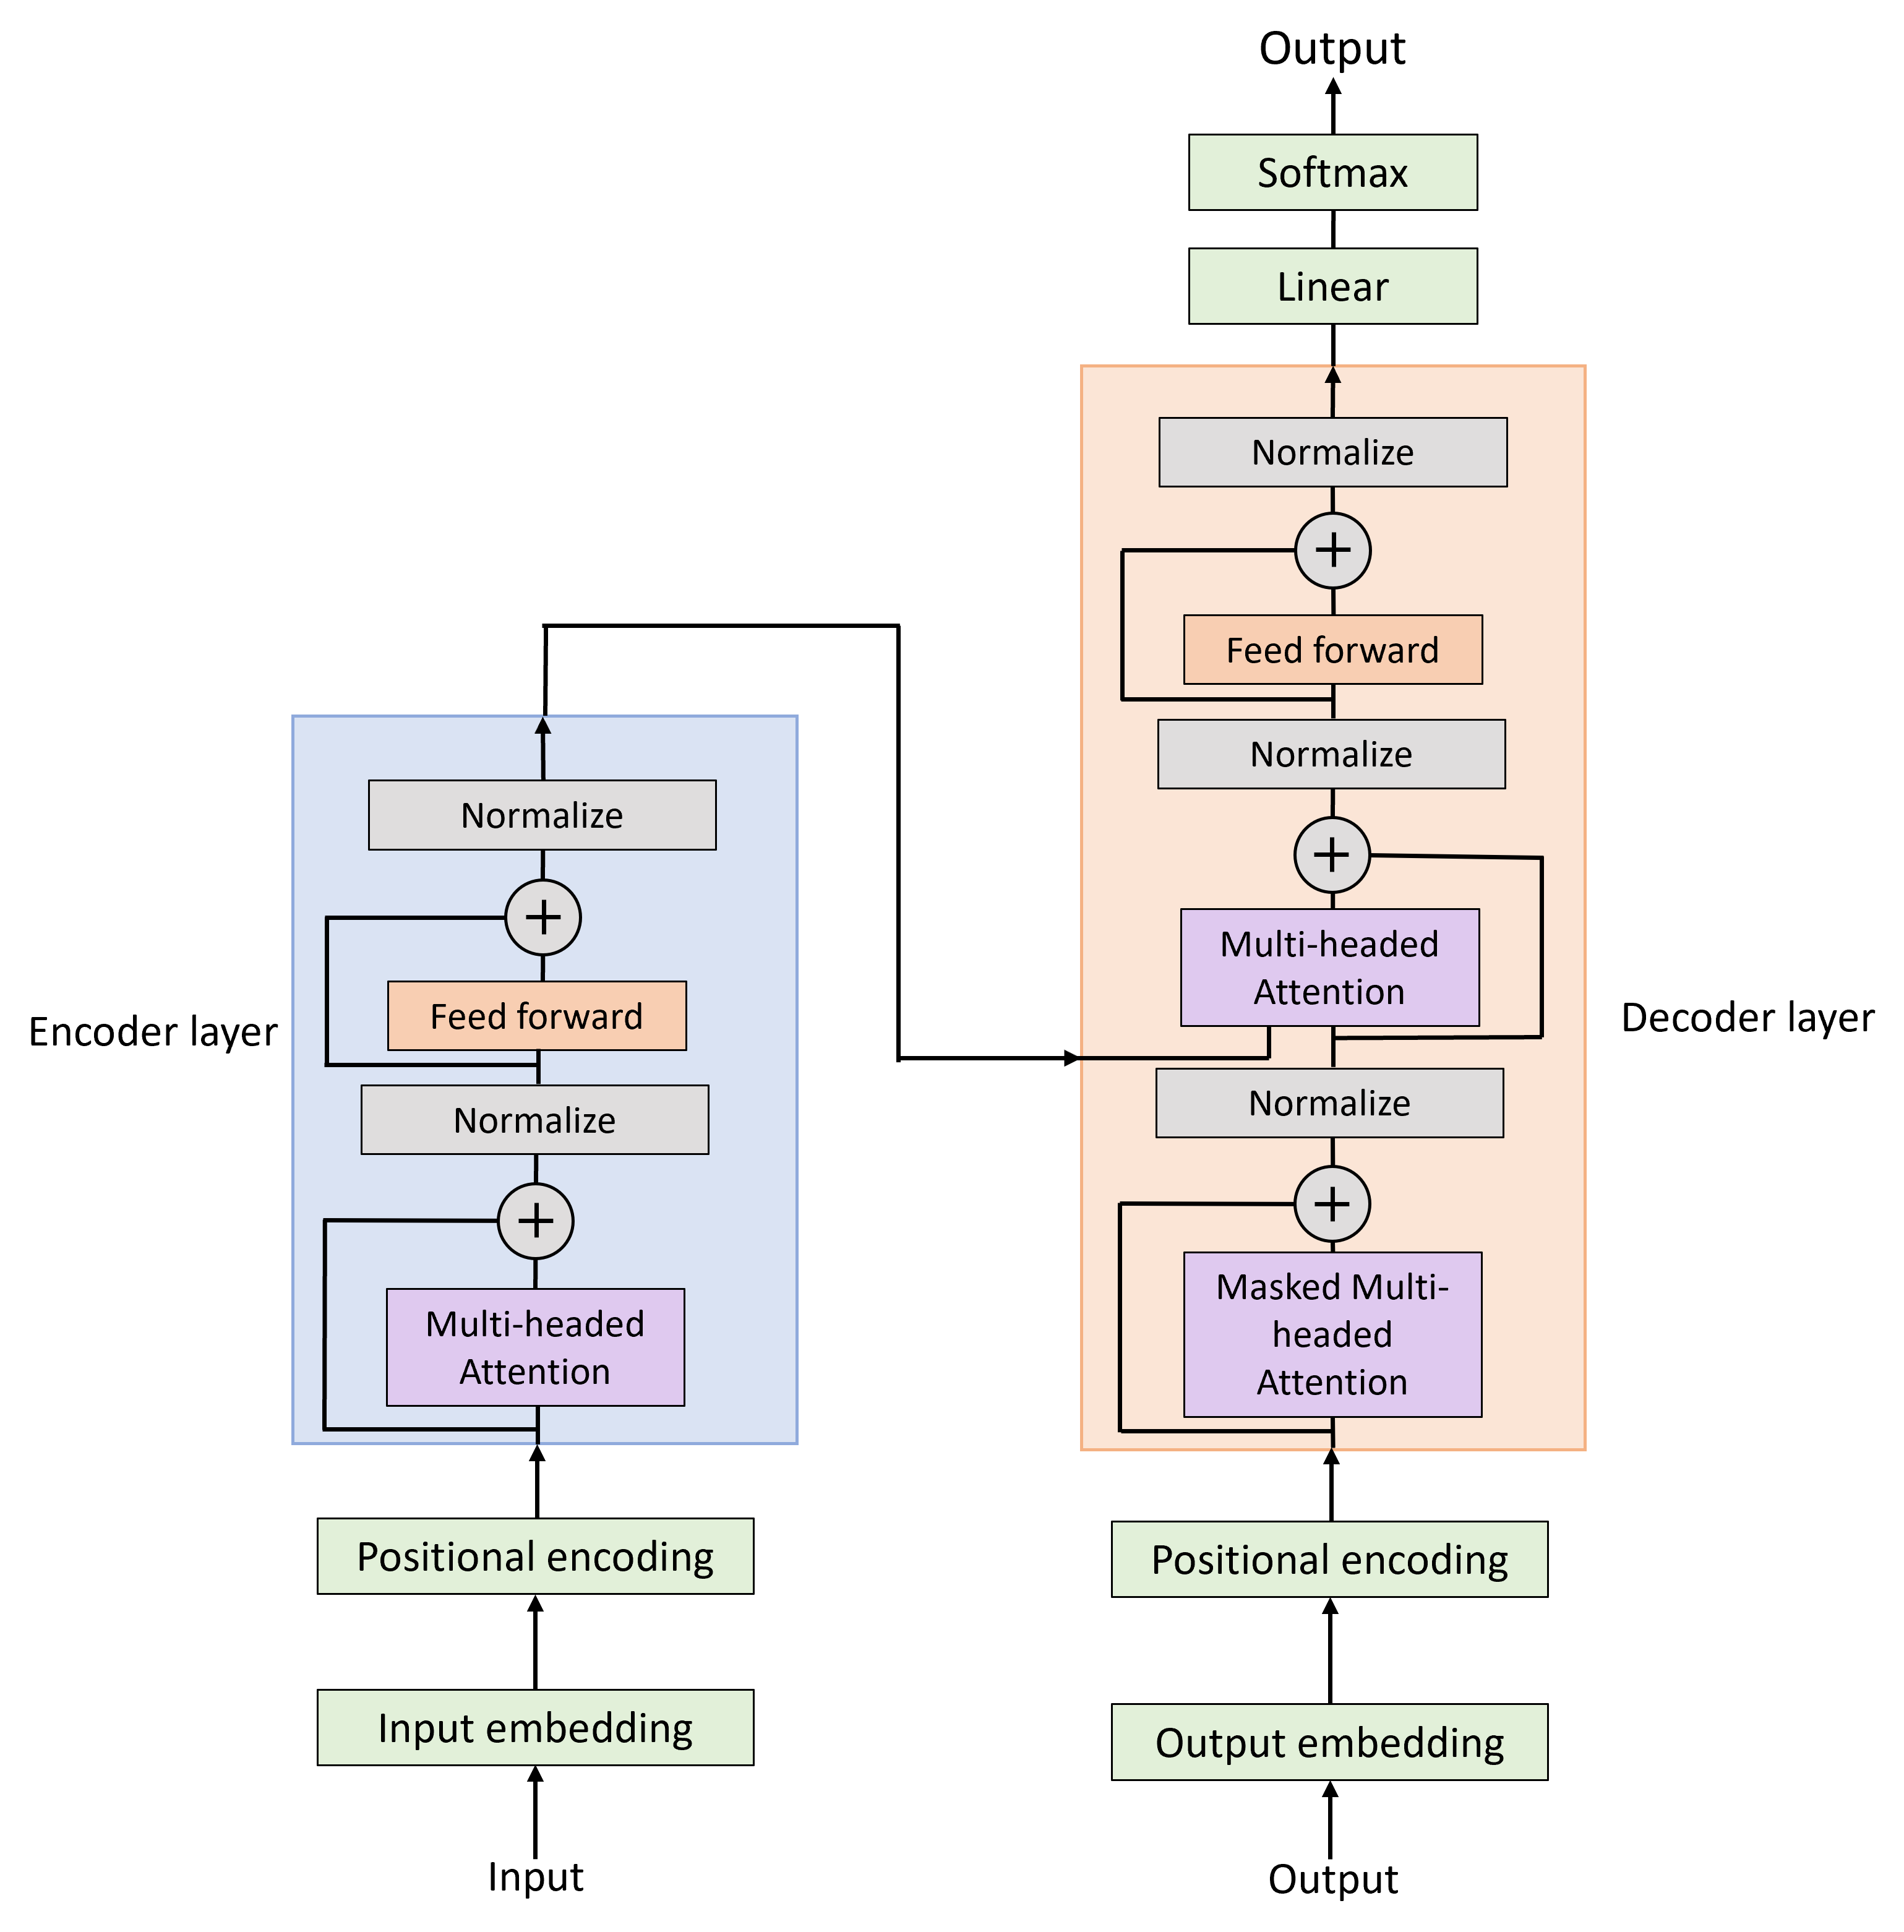 Output
Softmax
Linear
Normalize
Feed forward
Normalize
Multi-headed
Attention
Normalize
Masked Multi-
headed
Attention
Positional encoding
Output embedding
Output
Decoder layer
Normalize
Feed forward
Normalize
Multi-headed
Attention
Positional encoding
Input embedding
Input
Encoder layer